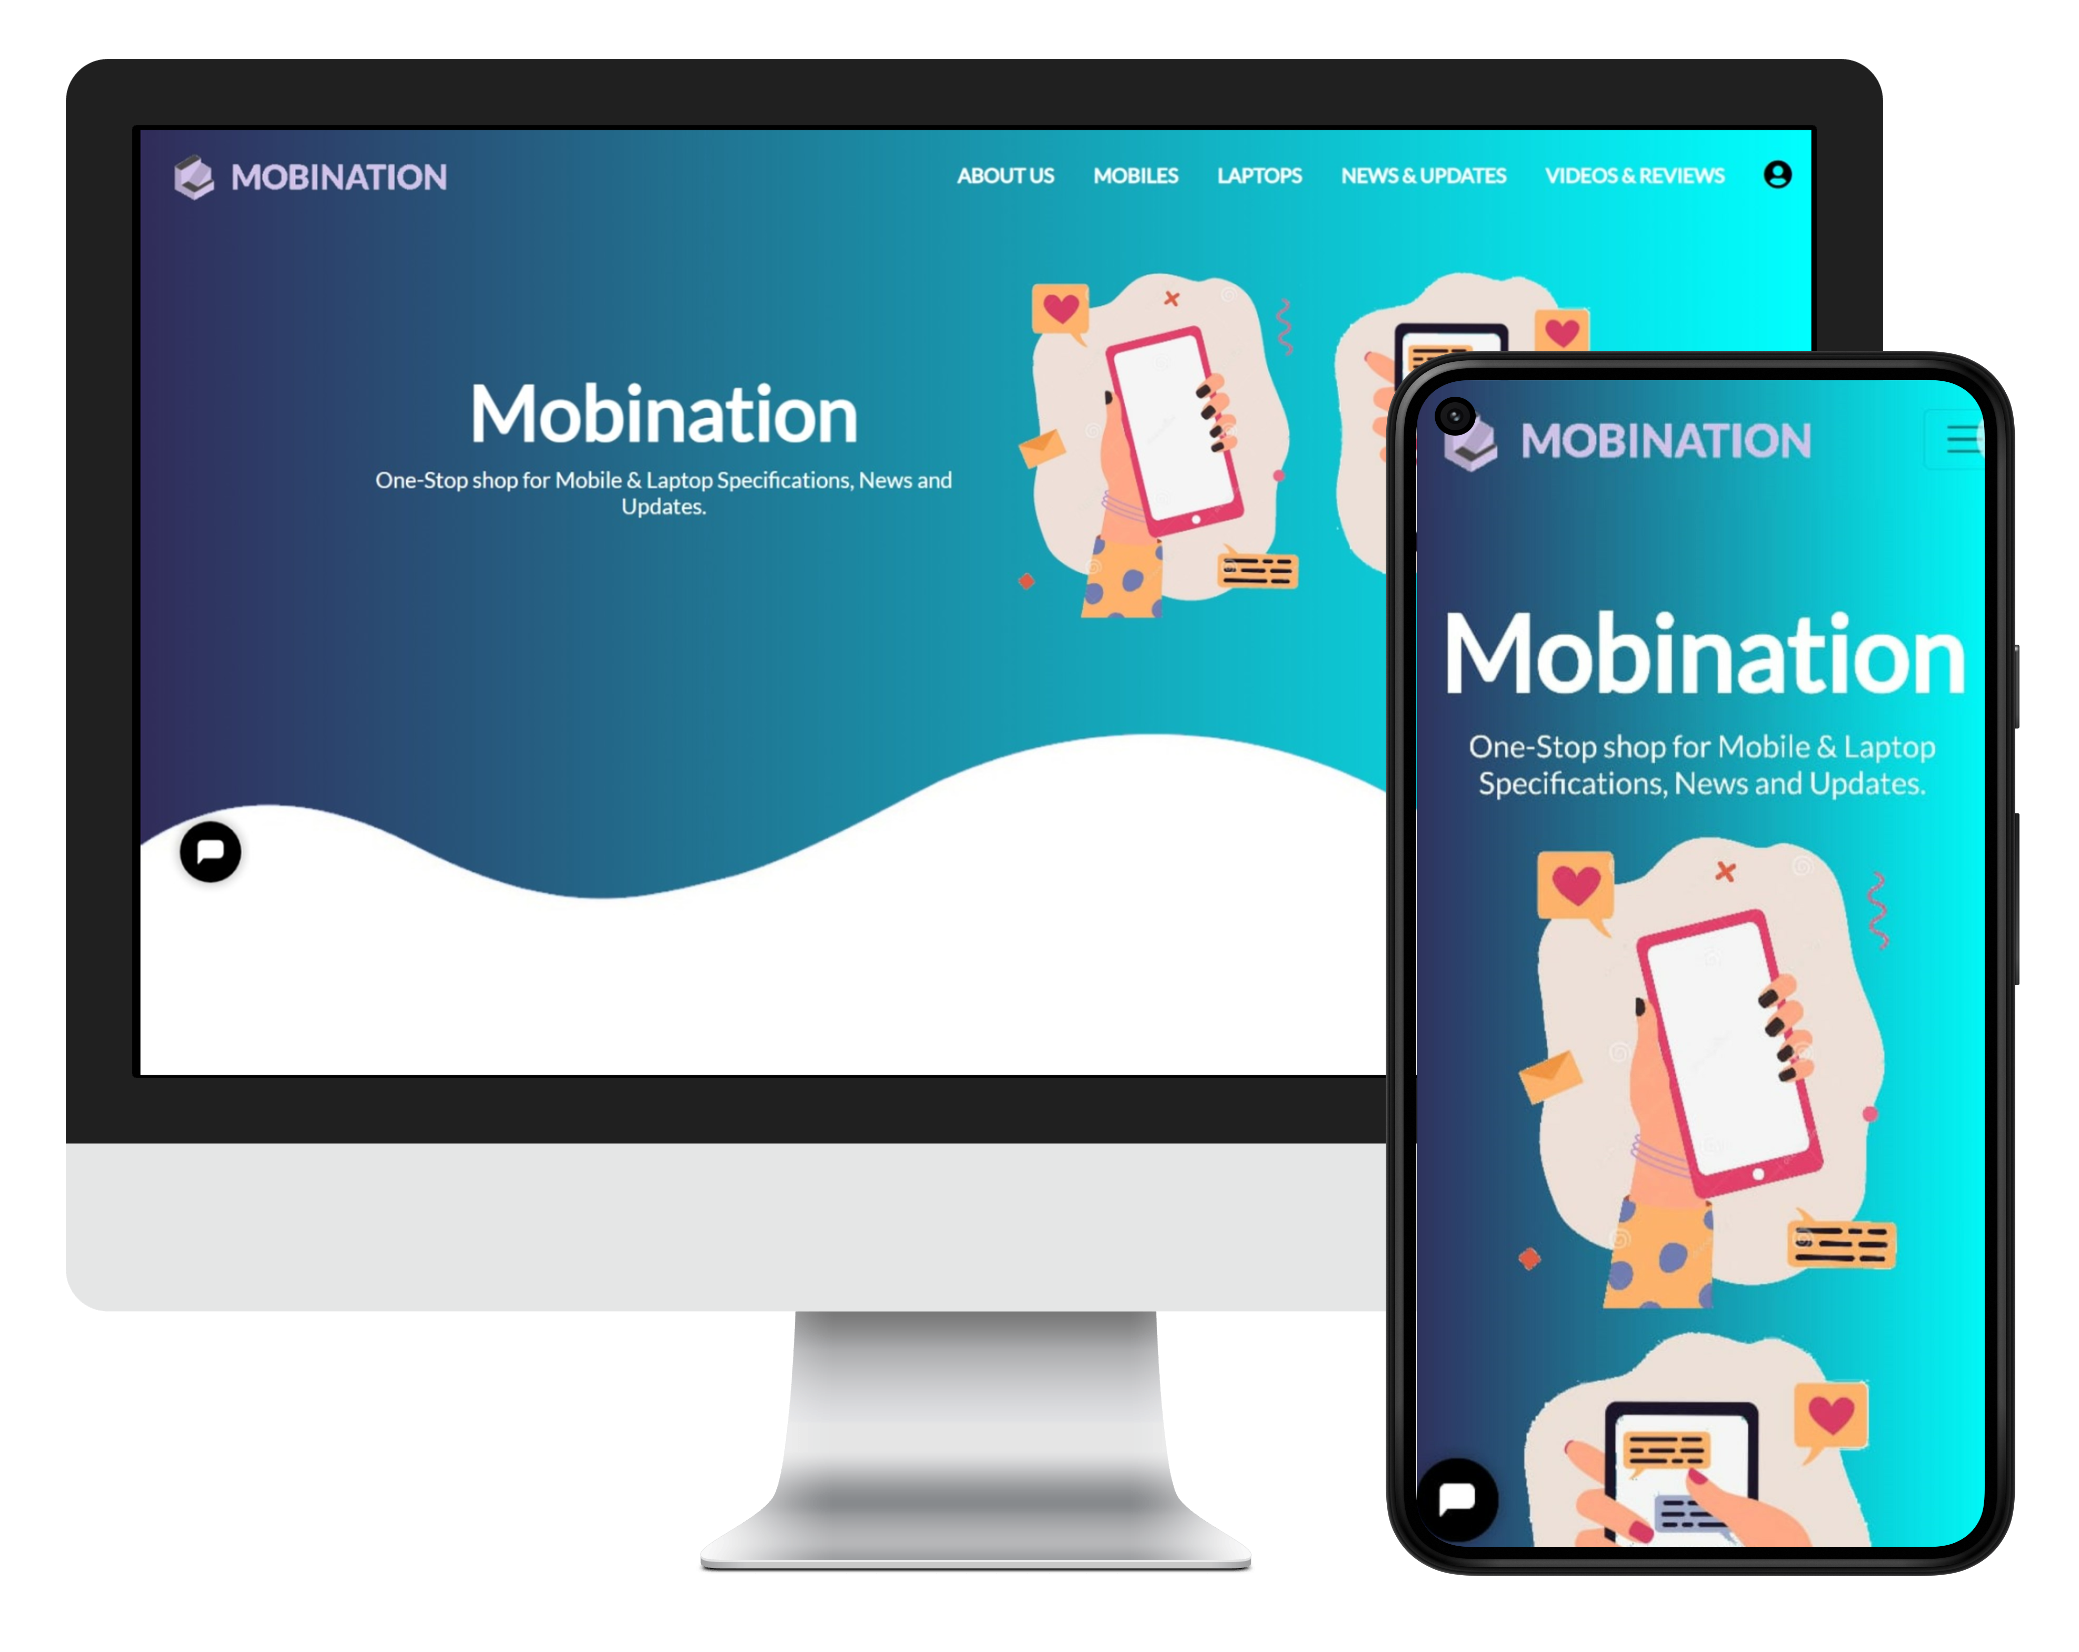 MOBINATION
ABOUT US
MOBILES
LAPTOPS
NEWS & UPDATES
VIDEOS & REVIEWS
Mobination
One-Stop shop for Mobile & Laptop Specifications, News and
Updates.
MOBINATION
Mobination
One-Stop shop for Mobile & Laptop
Specifications, News and Updates.